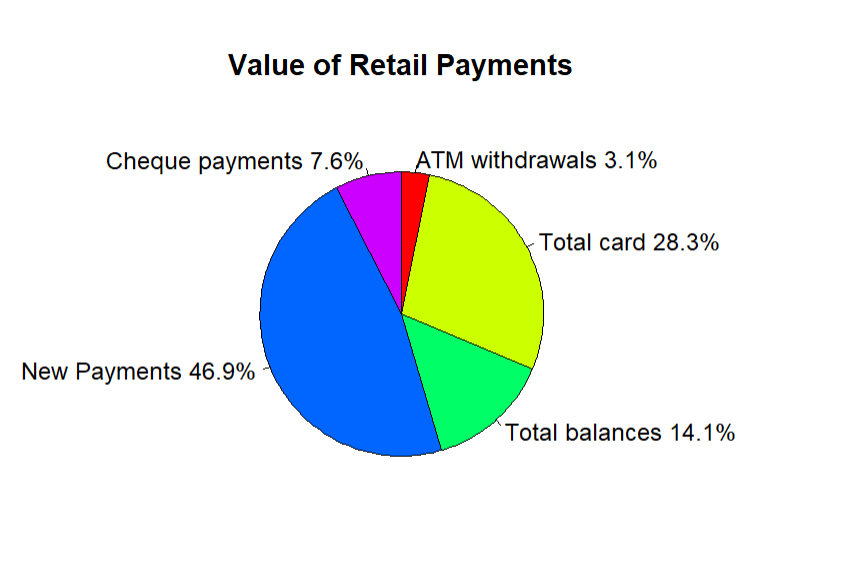 Value of Retail Payments
Cheque payments 7.6%
ATM withdrawals 3.1%
Total card 28.3%
New Payments 46.9%
Total balances 14.1%